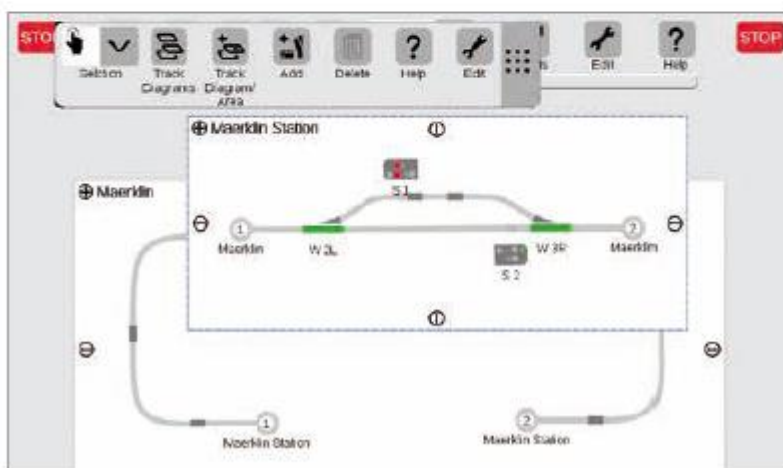 STOP
Selection
Track Diagrams
Track Diagram/ Area
Add
Delete
Help
Edit
Edit
Help
STOP
Maerklin Station
Maerklin
S 1
1
2
Maerklin
W 3R
Maerklin
S 2
1
2
Maerklin Station
Maerklin Station